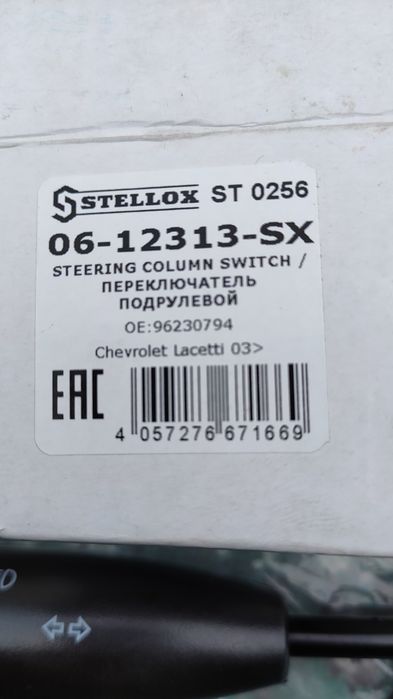 STELLOX ST 0256
06-12313-SX
STEERING COLUMN SWITCH /
ПЕРЕКЛЮЧАТЕЛЬ
ПОДРУЛЕВОЙ
OE:96230794
Chevrolet Lacetti 03>
EAC
4 057276 671669